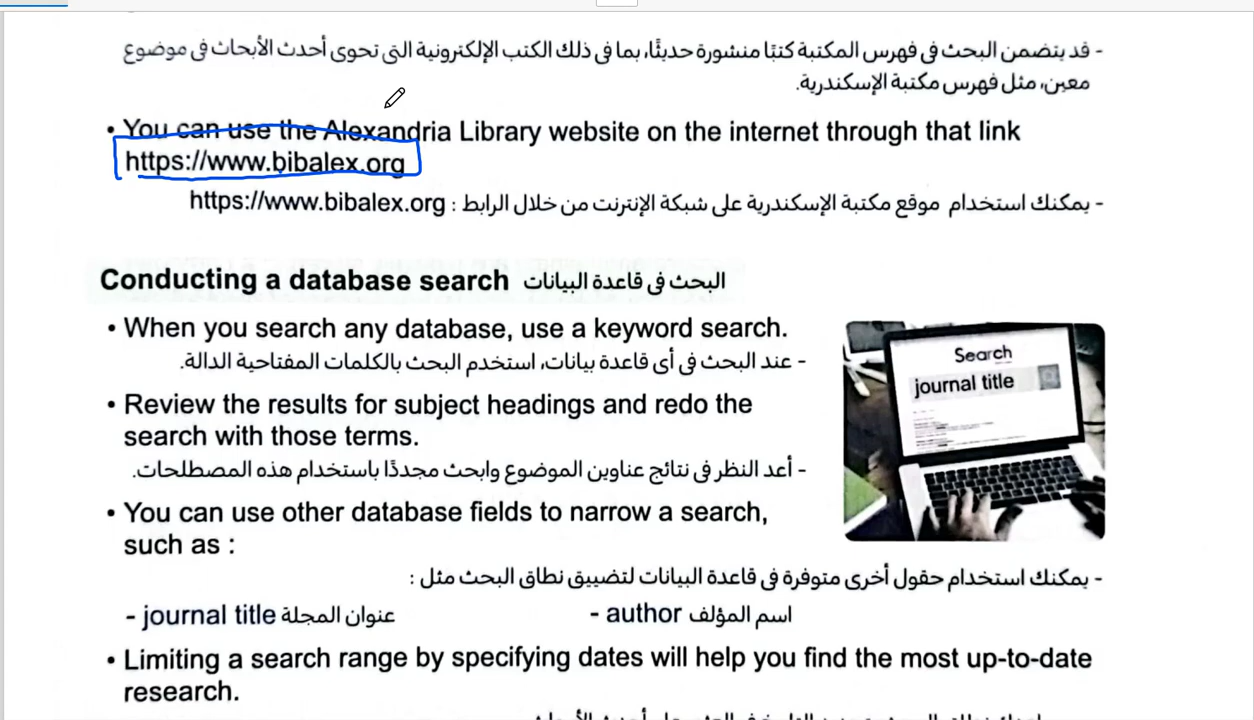 - قد يتضمن البحث فى فهرس المكتبة كتبًا منشورة حديثًا، بما فى ذلك الكتب الإلكترونية التى تحوى أحدث الأبحاث فى موضوع
معين، مثل فهرس مكتبة الإسكندرية.
• You can use the Alexandria Library website on the internet through that link
https://www.bibalex.org
- يمكنك استخدام موقع مكتبة الإسكندرية على شبكة الإنترنت من خلال الرابط : https://www.bibalex.org
Conducting a database search البحث فى قاعدة البيانات
• When you search any database, use a keyword search.
- عند البحث فى أى قاعدة بيانات، استخدم البحث بالكلمات المفتاحية الدالة.
• Review the results for subject headings and redo the
search with those terms.
- أعد النظر فى نتائج عناوين الموضوع وابحث مجددًا باستخدام هذه المصطلحات.
• You can use other database fields to narrow a search,
such as :
Search
journal title
- يمكنك استخدام حقول أخرى متوفرة فى قاعدة البيانات لتضييق نطاق البحث مثل :
- journal title عنوان المجلة - author اسم المؤلف
• Limiting a search range by specifying dates will help you find the most up-to-date
research.